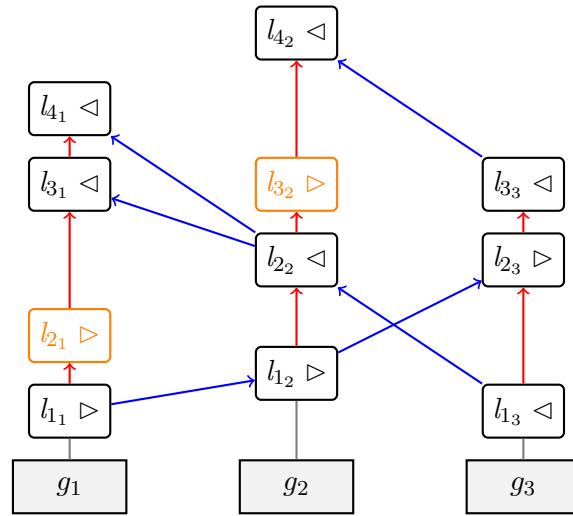 l₄₂ ◁
l₄₁ ◁
l₃₁ ◁
l₃₂ ▷
l₃₃ ◁
l₂₂ ◁
l₂₃ ▷
l₂₁ ▷
l₁₁ ▷
l₁₂ ▷
l₁₃ ◁
g₁
g₂
g₃